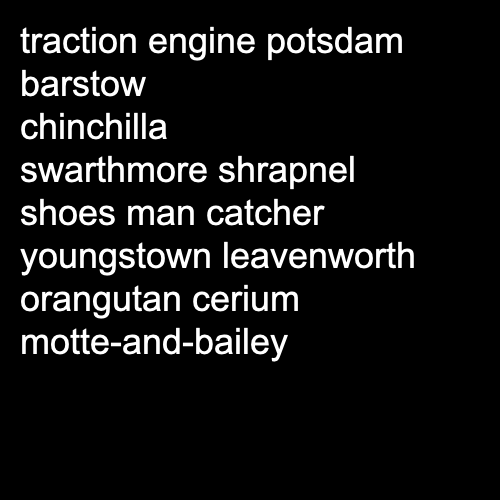 traction engine potsdam
barstow
chinchilla
swarthmore shrapnel
shoes man catcher
youngstown leavenworth
orangutan cerium
motte-and-bailey